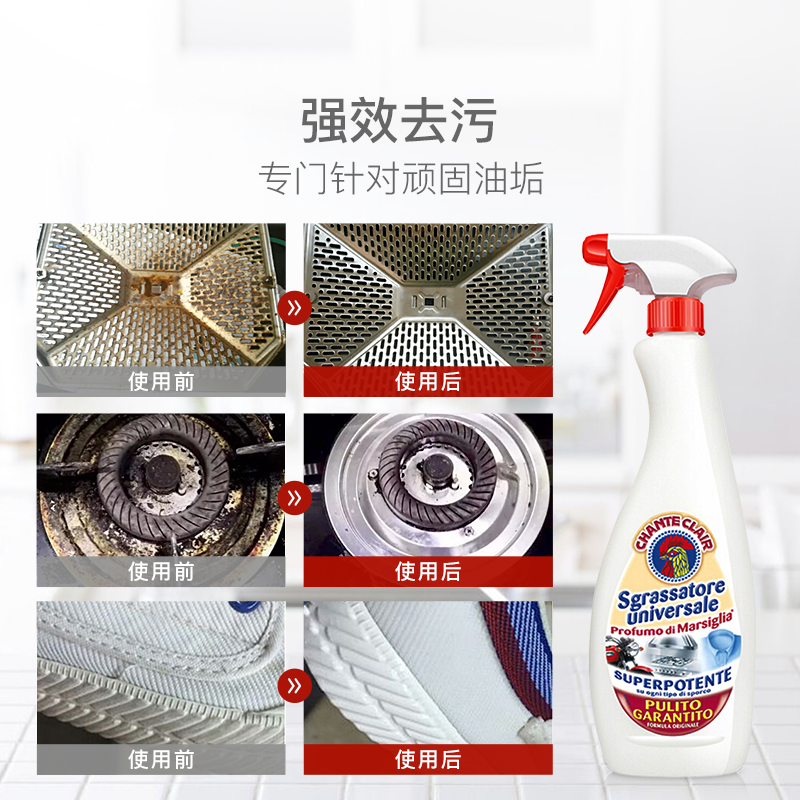 强效去污
专门针对顽固油垢
使用前
使用后
使用前
使用后
使用前
使用后
CHANTE CLAIR
Sgrassatore
universale
Profumo di Marsiglia
SUPERPOTENTE
su ogni tipo di sporco
PULITO
GARANTITO
FORMULA ORIGINALE